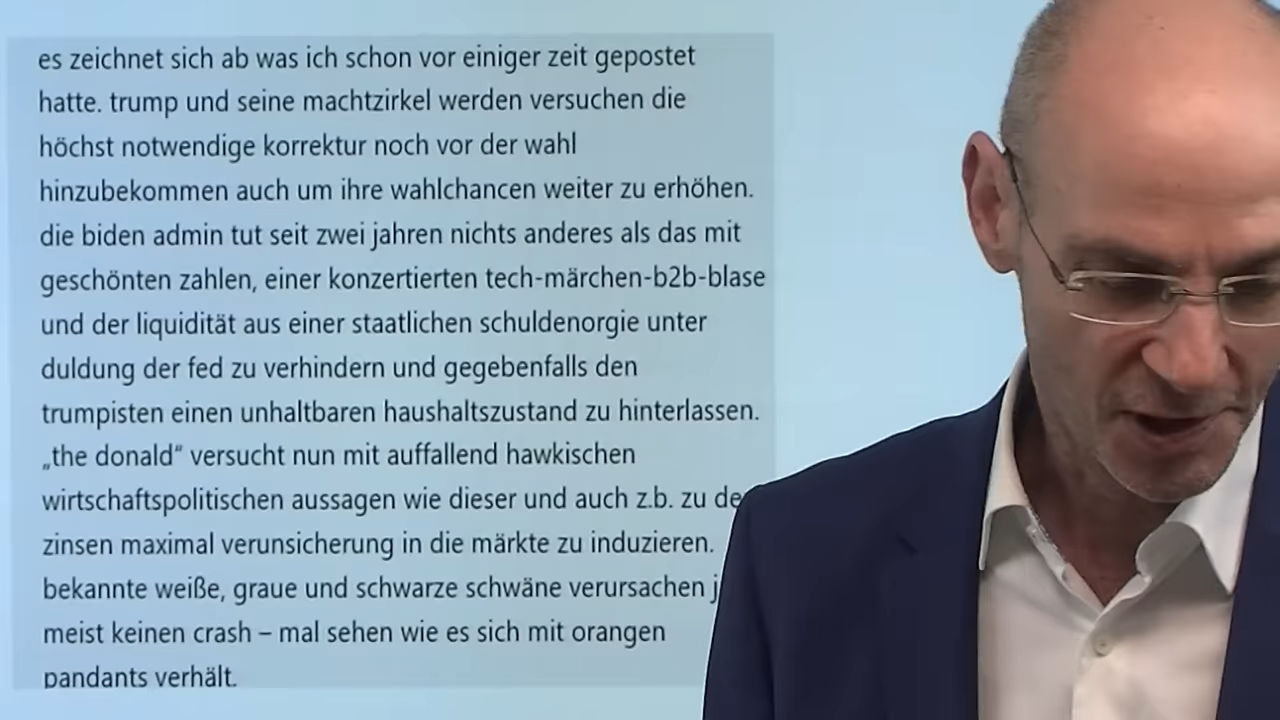 es zeichnet sich ab was ich schon vor einiger zeit gepostet
hatte. trump und seine machtzirkel werden versuchen die
höchst notwendige korrektur noch vor der wahl
hinzubekommen auch um ihre wahlchancen weiter zu erhöhen.
die biden admin tut seit zwei jahren nichts anderes als das mit
geschönten zahlen, einer konzertierten tech-märchen-b2b-blase
und der liquidität aus einer staatlichen schuldenorgie unter
duldung der fed zu verhindern und gegebenfalls den
trumpisten einen unhaltbaren haushaltszustand zu hinterlassen.
„the donald“ versucht nun mit auffallend hawkischen
wirtschaftspolitischen aussagen wie dieser und auch z.b. zu
zinsen maximal verunsicherung in die märkte zu induzieren.
bekannte weiße, graue und schwarze schwäne verursachen
meist keinen crash – mal sehen wie es sich mit orangen
pandants verhält.